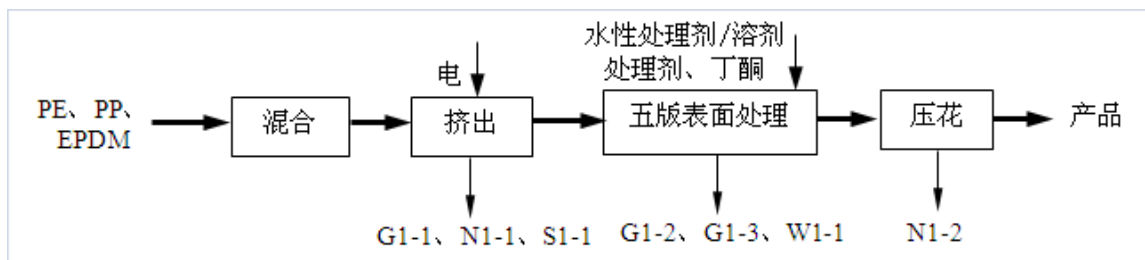 水性处理剂/溶剂
处理剂、丁酮
电
PE、PP、
EPDM
混合
挤出
五版表面处理
压花
产品
G1-1、N1-1、S1-1
G1-2、G1-3、W1-1
N1-2